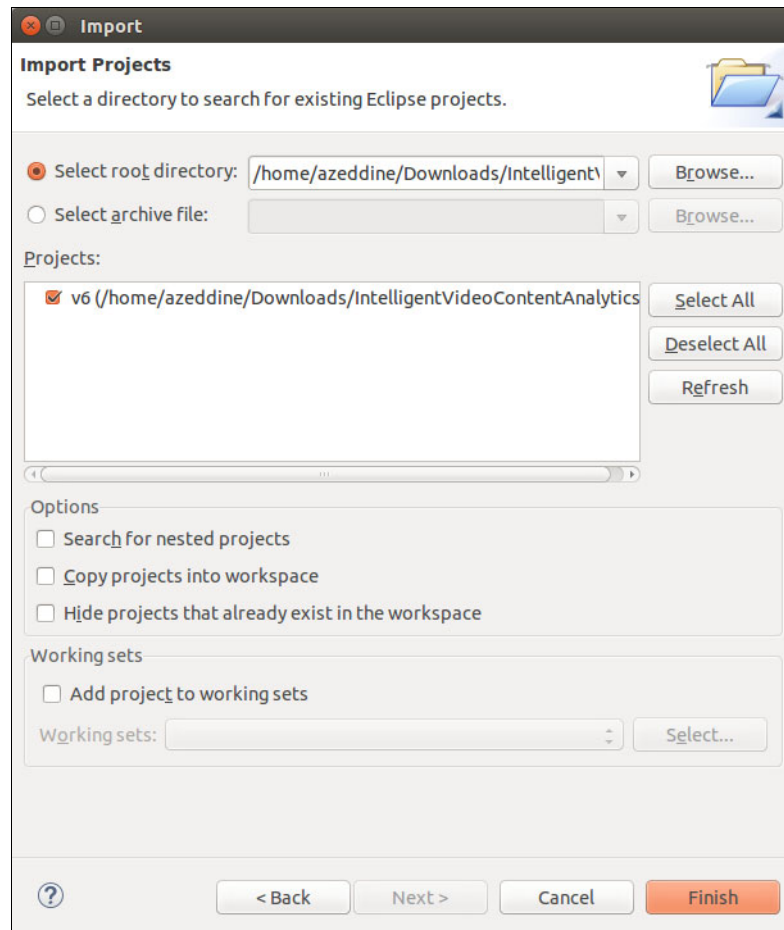 Import
Import Projects
Select a directory to search for existing Eclipse projects.
Select root directory: /home/azeddine/Downloads/Intelligent Browse...
Select archive file: Browse...
Projects:
v6 (/home/azeddine/Downloads/IntelligentVideoContentAnalytics
Select All
Deselect All
Refresh
Options
Search for nested projects
Copy projects into workspace
Hide projects that already exist in the workspace
Working sets
Add project to working sets
Working sets: Select...
? < Back Next > Cancel Finish